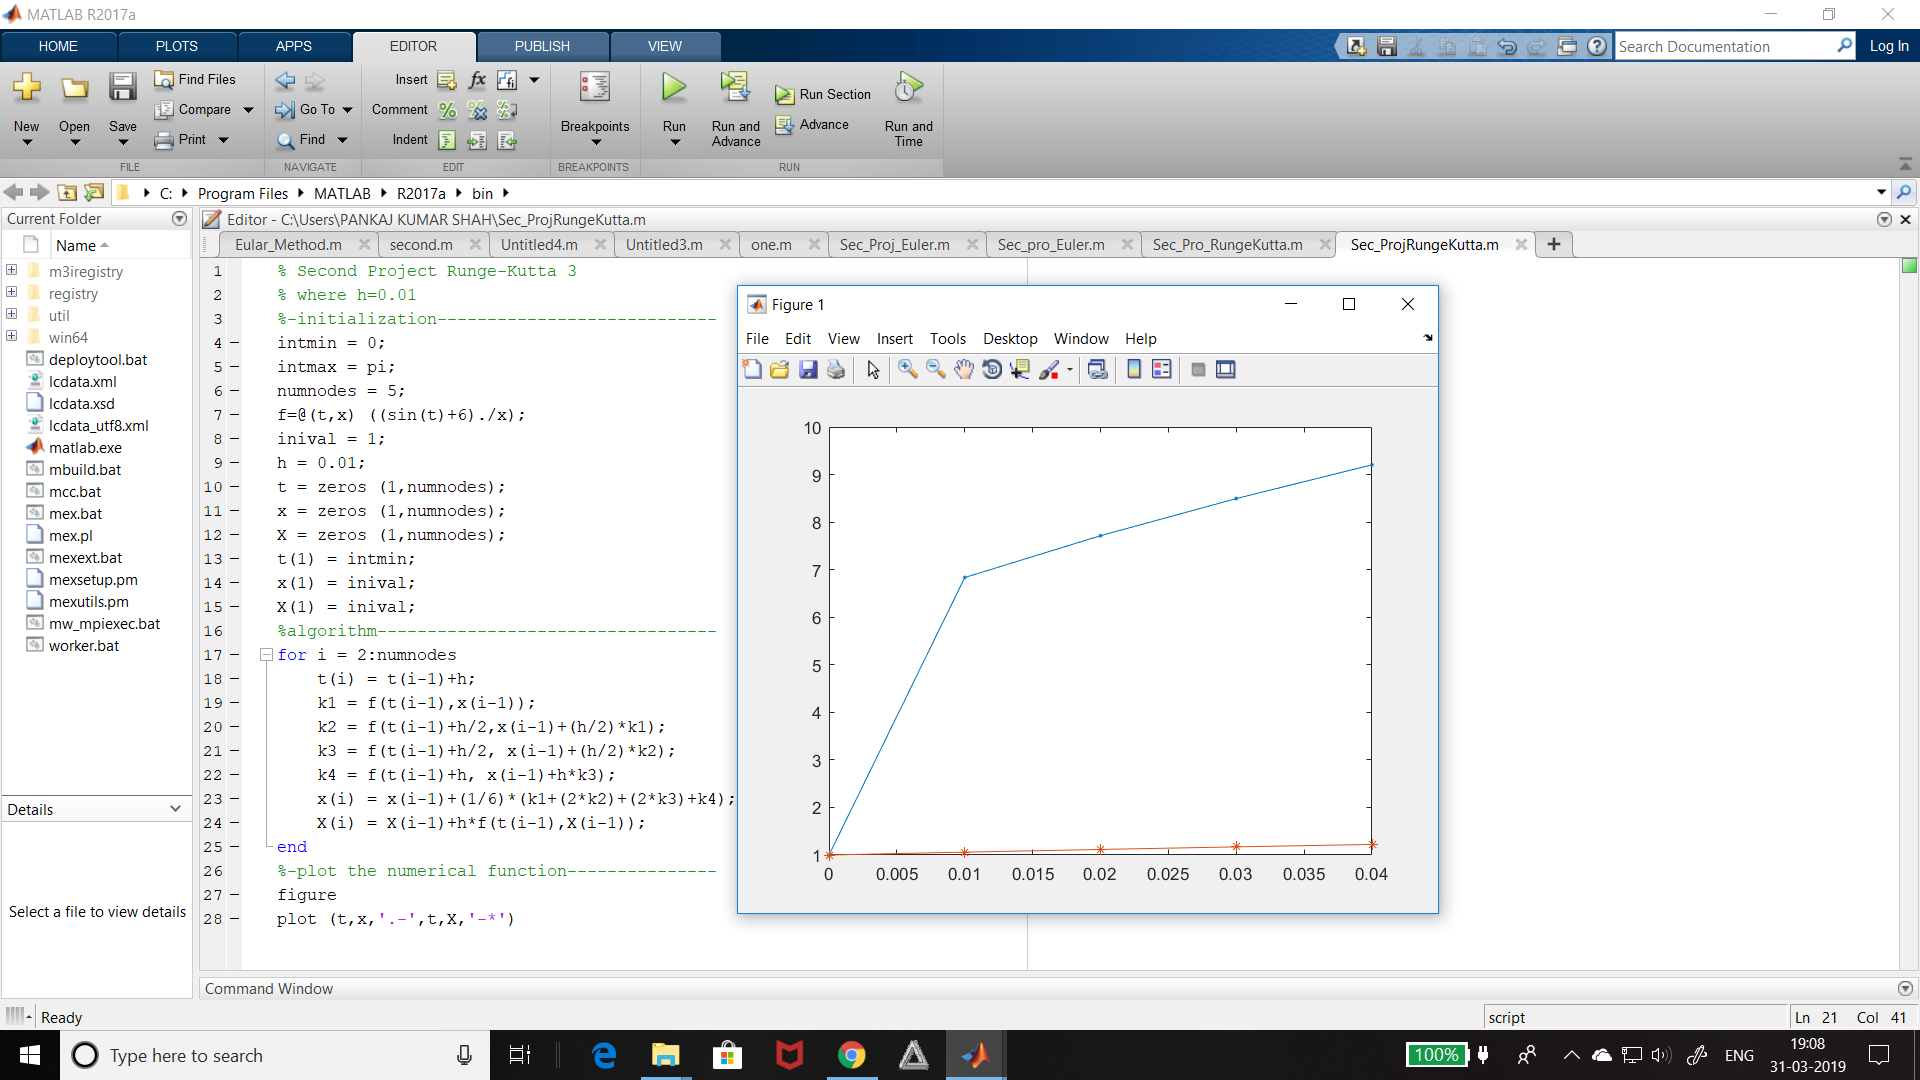 MATLAB R2017a
HOME PLOTS APPS EDITOR PUBLISH VIEW
Search Documentation Log In
New Open Save Find Files Compare Print
FILE
Go To Find
NAVIGATE
Insert fx
Comment
Indent
EDIT
Breakpoints
BREAKPOINTS
Run Run and Advance Run Section Advance Run and Time
RUN
C: Program Files MATLAB R2017a bin
Current Folder
Name
m3iregistry
registry
util
win64
deploytool.bat
lcdata.xml
lcdata.xsd
lcdata_utf8.xml
matlab.exe
mbuild.bat
mcc.bat
mex.bat
mex.pl
mexext.bat
mexsetup.pm
mexutils.pm
mw_mpiexec.bat
worker.bat
Details
Select a file to view details
Editor - C:\Users\PANKAJ KUMAR SHAH\Sec_ProjRungeKutta.m
Eular_Method.m second.m Untitled4.m Untitled3.m one.m Sec_Proj_Euler.m Sec_pro_Euler.m Sec_Pro_RungeKutta.m Sec_ProjRungeKutta.m
1 % Second Project Runge-Kutta 3
2 % where h=0.01
3 %-initialization----------------------------
4 intmin = 0;
5 intmax = pi;
6 numnodes = 5;
7 f=@(t,x) ((sin(t)+6)./x);
8 inival = 1;
9 h = 0.01;
10 t = zeros (1,numnodes);
11 x = zeros (1,numnodes);
12 X = zeros (1,numnodes);
13 t(1) = intmin;
14 x(1) = inival;
15 X(1) = inival;
16 %algorithm----------------------------------
17 for i = 2:numnodes
18 t(i) = t(i-1)+h;
19 k1 = f(t(i-1),x(i-1));
20 k2 = f(t(i-1)+h/2,x(i-1)+(h/2)*k1);
21 k3 = f(t(i-1)+h/2, x(i-1)+(h/2)*k2);
22 k4 = f(t(i-1)+h, x(i-1)+h*k3);
23 x(i) = x(i-1)+(1/6)*(k1+(2*k2)+(2*k3)+k4);
24 X(i) = X(i-1)+h*f(t(i-1),X(i-1));
25 end
26 %-plot the numerical function---------------
27 figure
28 plot (t,x,'.-',t,X,'-*')
Figure 1
File Edit View Insert Tools Desktop Window Help
10
9
8
7
6
5
4
3
2
1
0 0.005 0.01 0.015 0.02 0.025 0.03 0.035 0.04
Command Window
Ready
script Ln 21 Col 41
Type here to search
100% ENG
19:08
31-03-2019